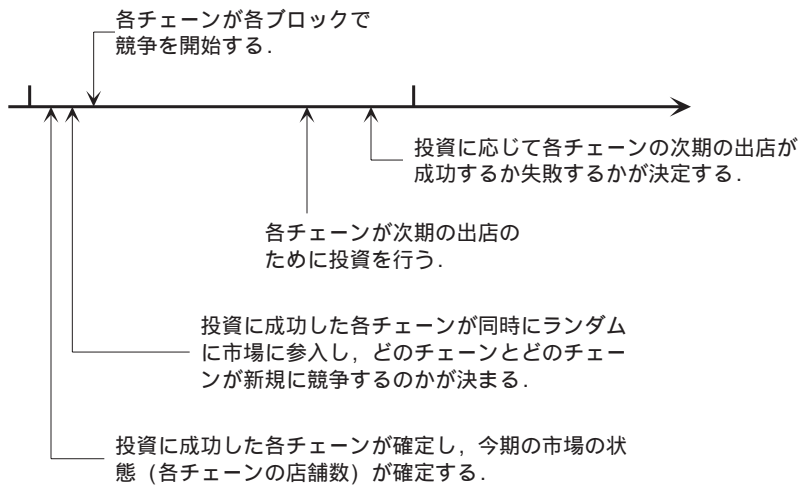 各チェーンが各ブロックで
競争を開始する.
投資に応じて各チェーンの次期の出店が
成功するか失敗するかが決定する.
各チェーンが次期の出店の
ために投資を行う.
投資に成功した各チェーンが同時にランダム
に市場に参入し，どのチェーンとどのチェー
ンが新規に競争するのかが決まる.
投資に成功した各チェーンが確定し，今期の市場の状
態（各チェーンの店舗数）が確定する.